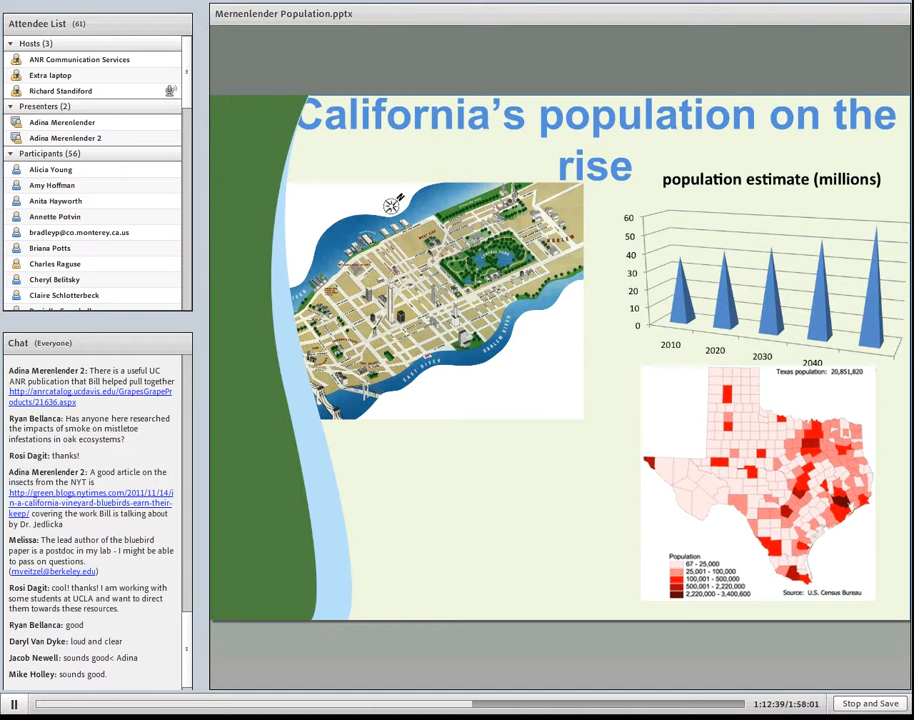 Attendee List (61)
Hosts (3)
ANR Communication Services
Extra laptop
Richard Standiford
Presenters (2)
Adina Merenlender
Adina Merenlender 2
Participants (56)
Alicia Young
Amy Hoffman
Anita Hayworth
Annette Potvin
bradleyp@co.monterey.ca.us
Briana Potts
Charles Raguse
Cheryl Belitsky
Claire Schlotterbeck
Chat (Everyone)
Adina Merenlender 2: There is a useful UC
ANR publication that Bill helped pull together
http://anrcatalog.ucdavis.edu/GrapesGrapePr
oducts/21636.aspx
Ryan Bellanca: Has anyone here researched
the impacts of smoke on mistletoe
infestations in oak ecosystems?
Rosi Dagit: thanks!
Adina Merenlender 2: A good article on the
insects from the NYT is
http://green.blogs.nytimes.com/2011/11/14/i
n-a-california-vineyard-bluebirds-earn-their-
keep/ covering the work Bill is talking about
by Dr. Jedlicka
Melissa: The lead author of the bluebird
paper is a postdoc in my lab - I might be able
to pass on questions.
(mveitzel@berkeley.edu)
Rosi Dagit: cool! thanks! I am working with
some students at UCLA and want to direct
them towards these resources.
Ryan Bellanca: good
Daryl Van Dyke: loud and clear
Jacob Newell: sounds good< Adina
Mike Holley: sounds good.
Mernenlender Population.pptx
California's population on the
rise
N
HARLEM
HARLEM RIVER
EAST RIVER
population estimate (millions)
60
50
40
30
20
10
0
2010
2020
2030
2040
Texas population: 20,851,820
Population
67 - 25,000
25,001 - 100,000
100,001 - 500,000
500,001 - 2,220,000
2,220,000 - 3,400,600
Source: U.S. Census Bureau
1:12:39/1:58:01
Stop and Save